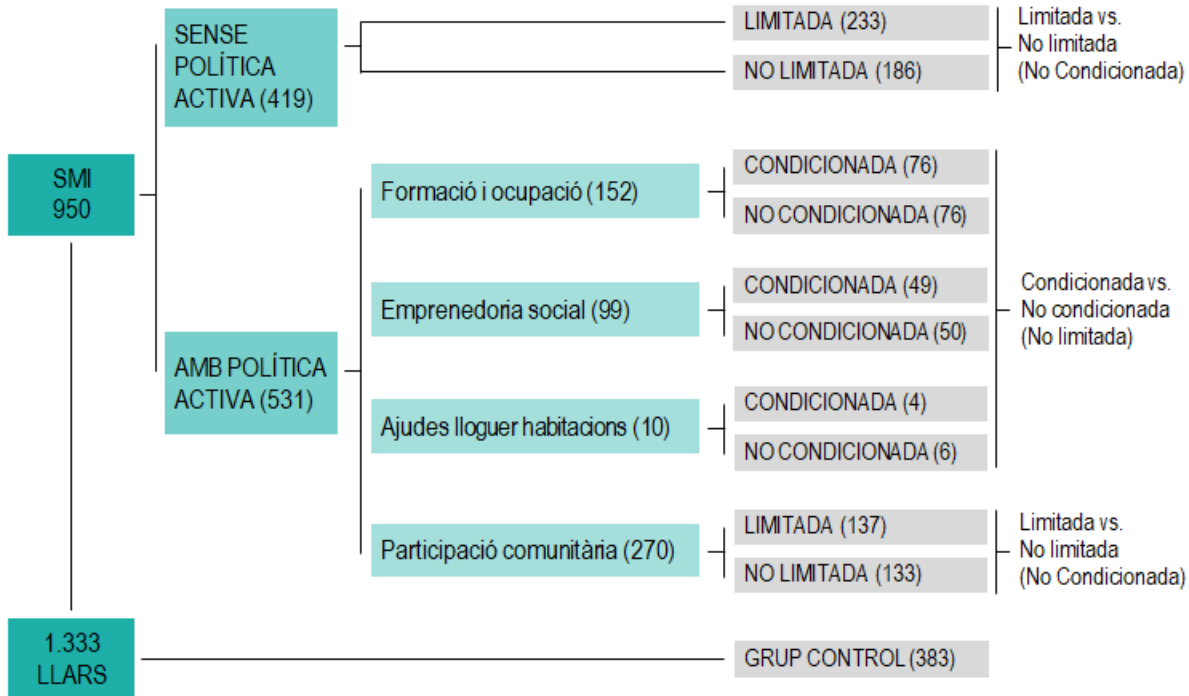 SENSE
POLÍTICA
ACTIVA (419)
LIMITADA (233)
NO LIMITADA (186)
Limitada vs.
No limitada
(No Condicionada)
SMI
950
AMB POLÍTICA
ACTIVA (531)
Formació i ocupació (152)
CONDICIONADA (76)
NO CONDICIONADA (76)
Emprenedoria social (99)
CONDICIONADA (49)
NO CONDICIONADA (50)
Ajudes lloguer habitacions (10)
CONDICIONADA (4)
NO CONDICIONADA (6)
Condicionada vs.
No condicionada
(No limitada)
Participació comunitària (270)
LIMITADA (137)
NO LIMITADA (133)
Limitada vs.
No limitada
(No Condicionada)
1.333
LLARS
GRUP CONTROL (383)